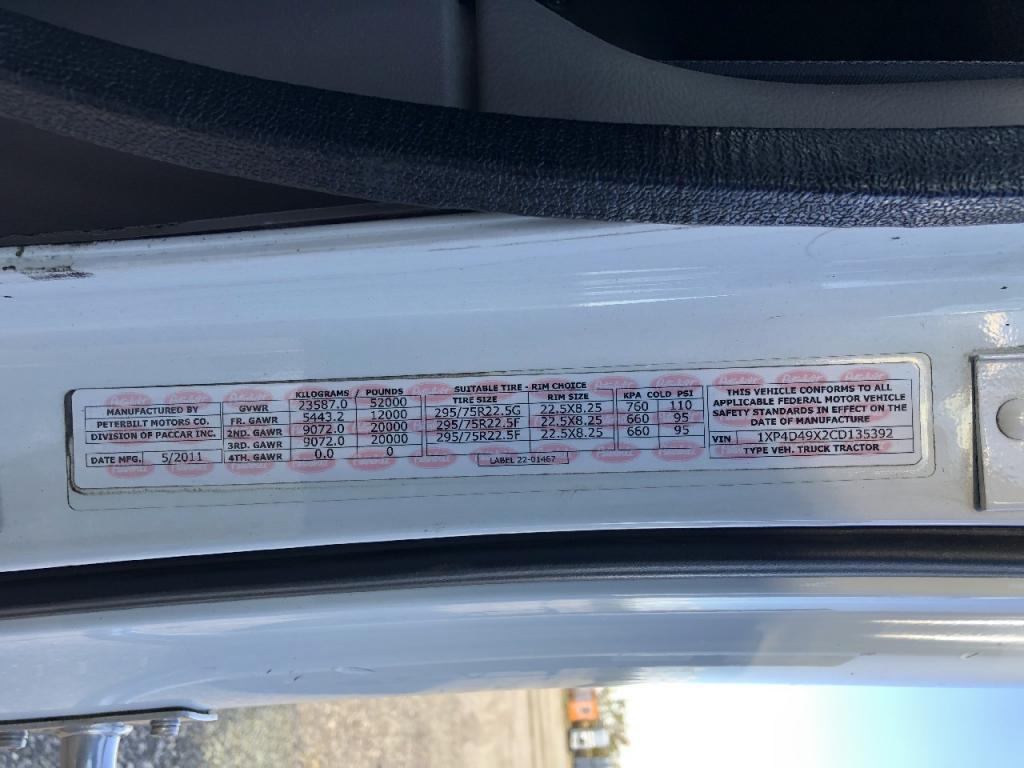 MANUFACTURED BY
PETERBILT MOTORS CO.
DIVISION OF PACCAR INC.
DATE MFG. 5/2011
KILOGRAMS / POUNDS
GVWR 23587.0 52000
FR. GAWR 5443.2 12000
2ND. GAWR 9072.0 20000
3RD. GAWR 9072.0 20000
4TH. GAWR 0.0 0
SUITABLE TIRE - RIM CHOICE
TIRE SIZE RIM SIZE
295/75R22.5G 22.5X8.25
295/75R22.5F 22.5X8.25
295/75R22.5F 22.5X8.25
LABEL 22-01467
KPA COLD PSI
760 110
660 95
660 95
THIS VEHICLE CONFORMS TO ALL
APPLICABLE FEDERAL MOTOR VEHICLE
SAFETY STANDARDS IN EFFECT ON THE
DATE OF MANUFACTURE
VIN 1XP4D49X2CD135392
TYPE VEH. TRUCK TRACTOR